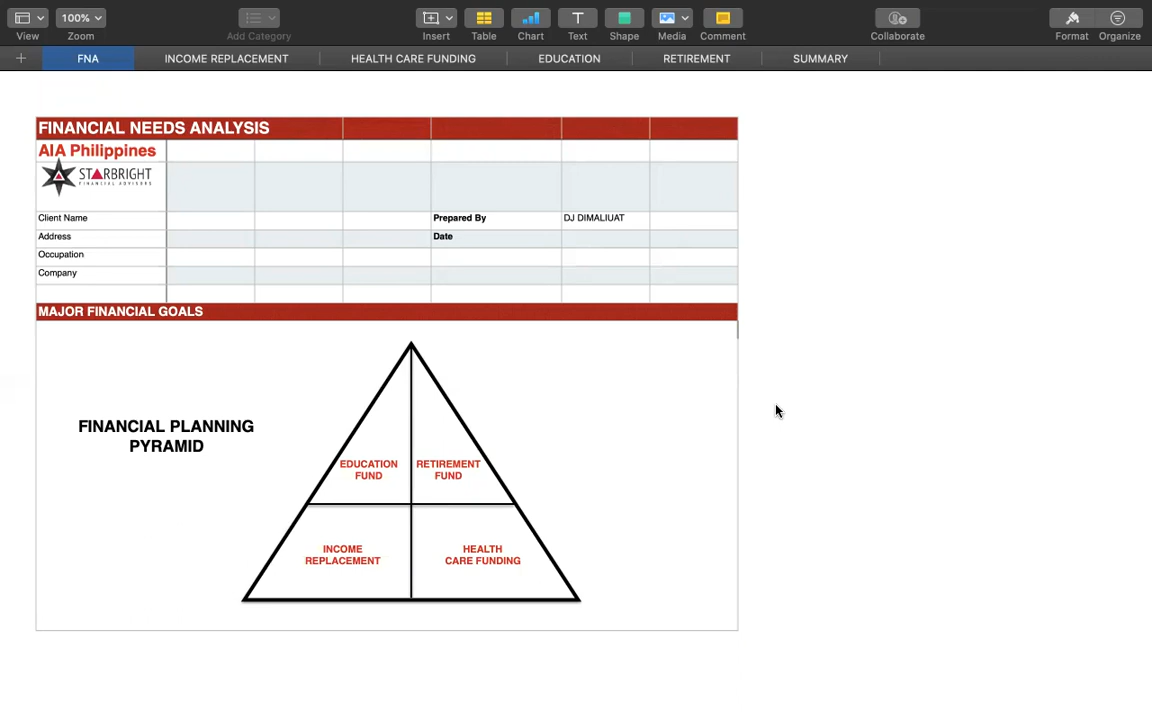 100%
View
Zoom
Add Category
Insert
Table
Chart
Text
Shape
Media
Comment
Collaborate
Format
Organize
FNA
INCOME REPLACEMENT
HEALTH CARE FUNDING
EDUCATION
RETIREMENT
SUMMARY
FINANCIAL NEEDS ANALYSIS
AIA Philippines
STARBRIGHT
FINANCIAL ADVISORS
Client Name
Prepared By
DJ DIMALIUAT
Address
Date
Occupation
Company
MAJOR FINANCIAL GOALS
FINANCIAL PLANNING
PYRAMID
EDUCATION
FUND
RETIREMENT
FUND
INCOME
REPLACEMENT
HEALTH
CARE FUNDING